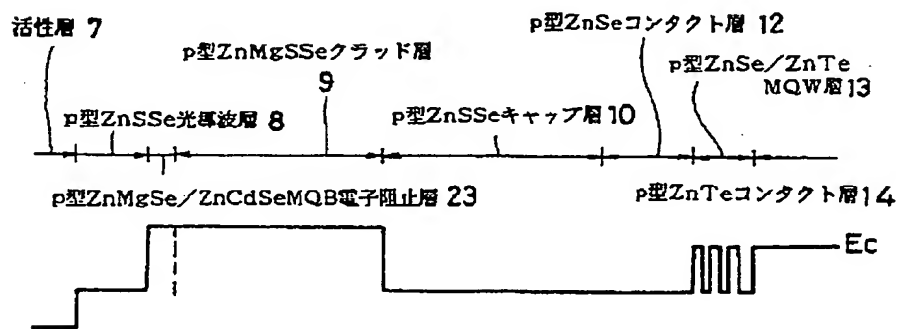 活性層 7
p型ZnMgSSeクラッド層
9
p型ZnSeコンタクト層 12
p型ZnSe/ZnTe
MQW層 13
p型ZnSSe光導波層 8
p型ZnSSeキャップ層 10
p型ZnMgSe/ZnCdSeMQB電子阻止層 23
p型ZnTeコンタクト層 14
Ec